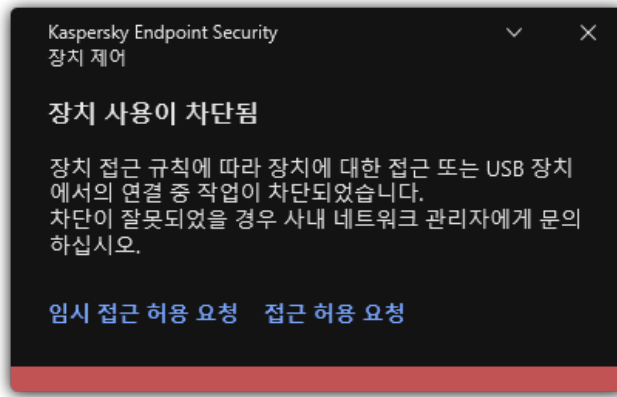 Kaspersky Endpoint Security
장치 제어
장치 사용이 차단됨
장치 접근 규칙에 따라 장치에 대한 접근 또는 USB 장치
에서의 연결 중 작업이 차단되었습니다.
차단이 잘못되었을 경우 사내 네트워크 관리자에게 문의
하십시오.
임시 접근 허용 요청 접근 허용 요청